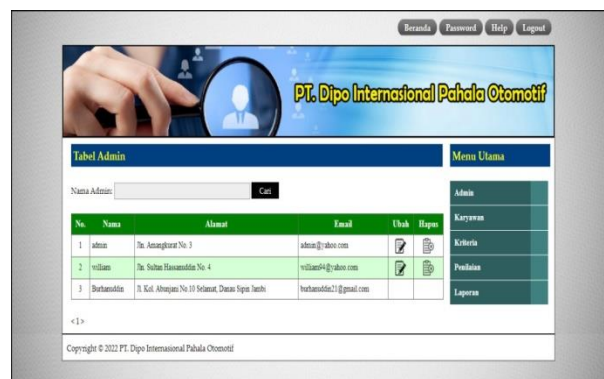 Beranda Password Help Logout
PT. Dipo Internasional Pahala Otomotif
Tabel Admin
Menu Utama
Nama Admin: Cari
Admin
Karyawan
Kriteria
Penilaian
Laporan
No. Nama Alamat Email Ubah Hapus
1 admin Jln. Amangkurat No. 3 admin@yahoo.com
2 william Jln. Sultan Hasanuddin No. 4 william94@yahoo.com
3 Burhanuddin Jl. Kol. Abunjani No.10 Selamat, Danau Sipin Jambi burhanuddin21@gmail.com
<1>
Copyright © 2022 PT. Dipo Internasional Pahala Otomotif